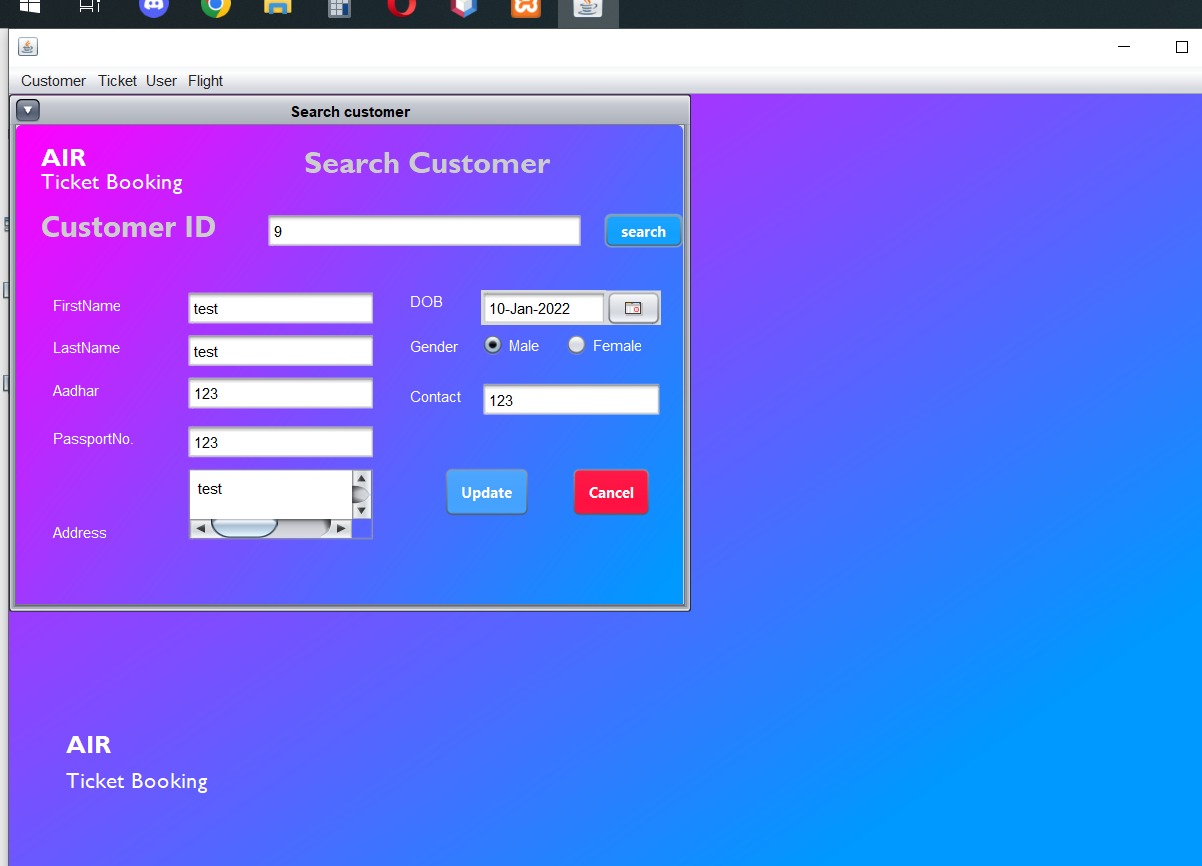 Customer Ticket User Flight
Search customer
AIR
Ticket Booking
Search Customer
Customer ID 9 search
FirstName test
DOB 10-Jan-2022
LastName test
Gender Male Female
Aadhar 123
Contact 123
PassportNo. 123
Address test
Update Cancel
AIR
Ticket Booking